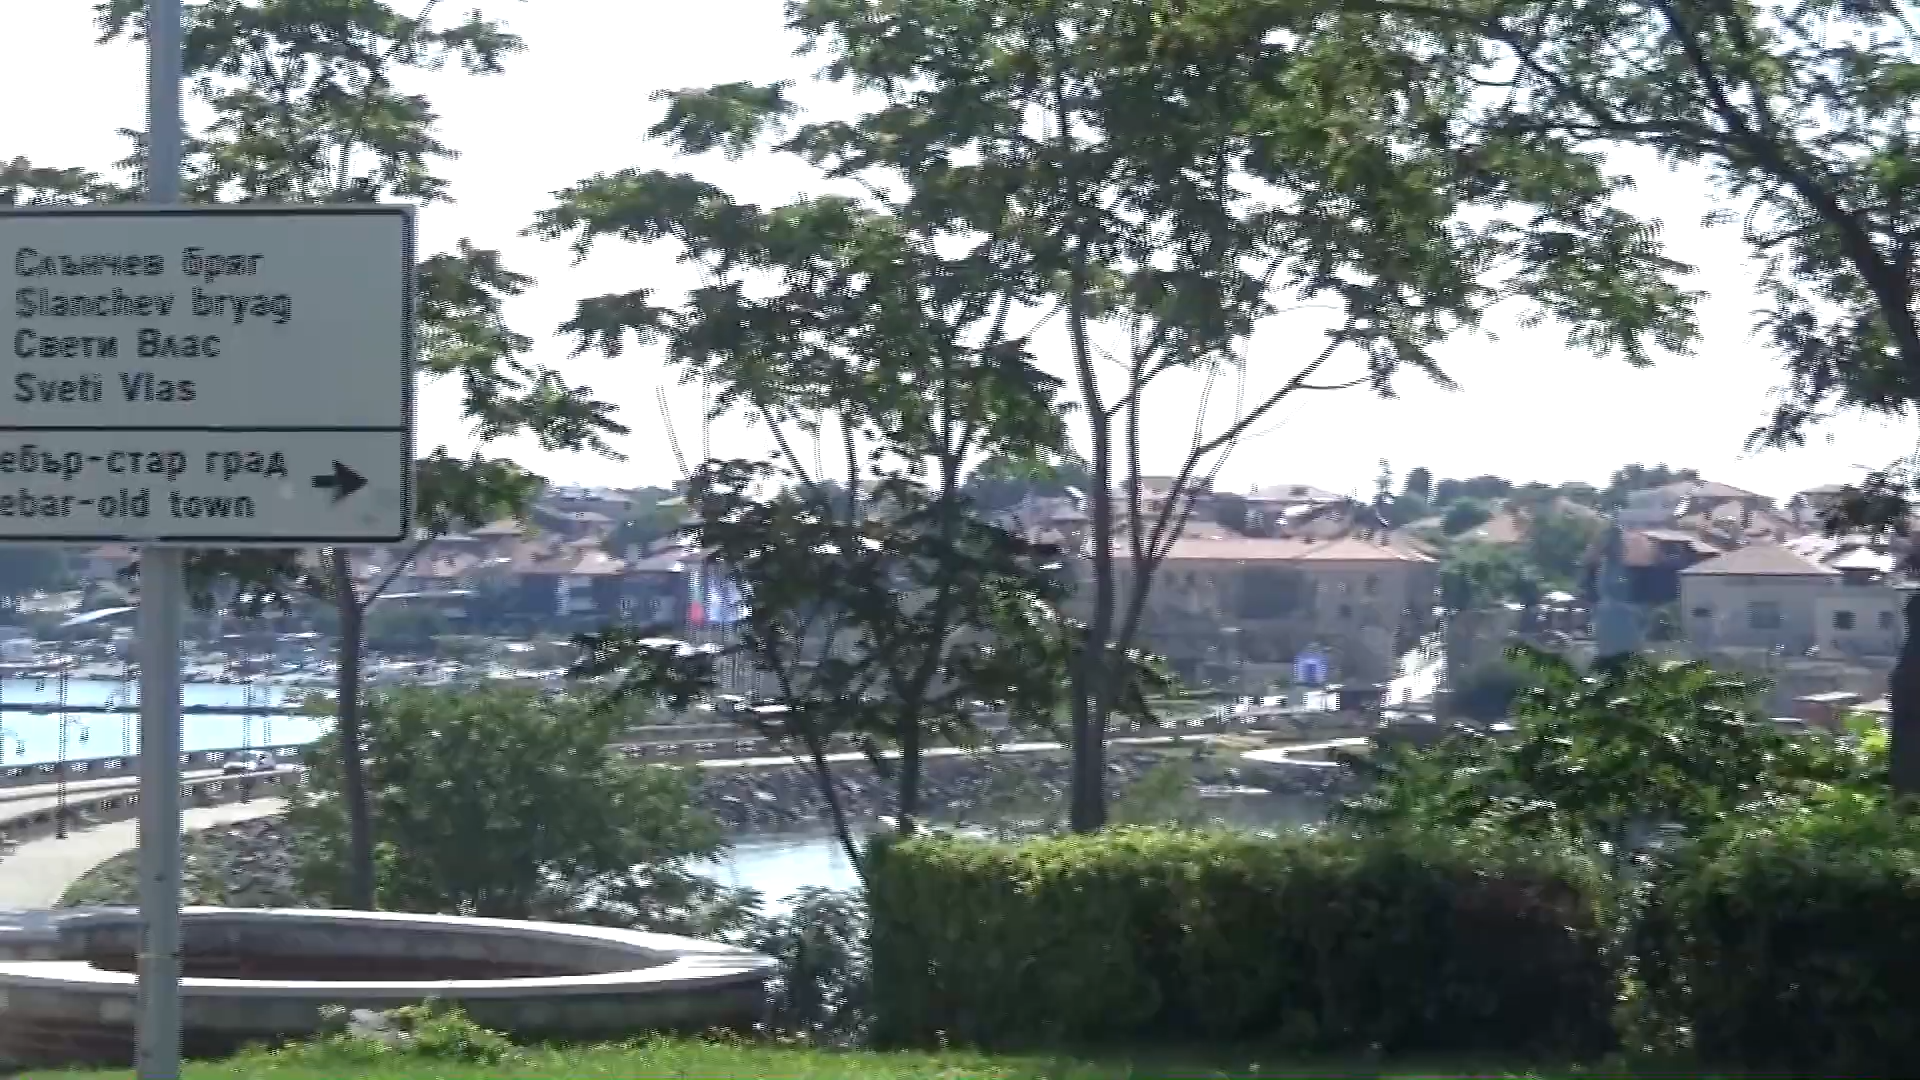 Слънчев бряг
Slanchev bryag
Свети Влас
Sveti Vlas
ебър-стар град
ebar-old town